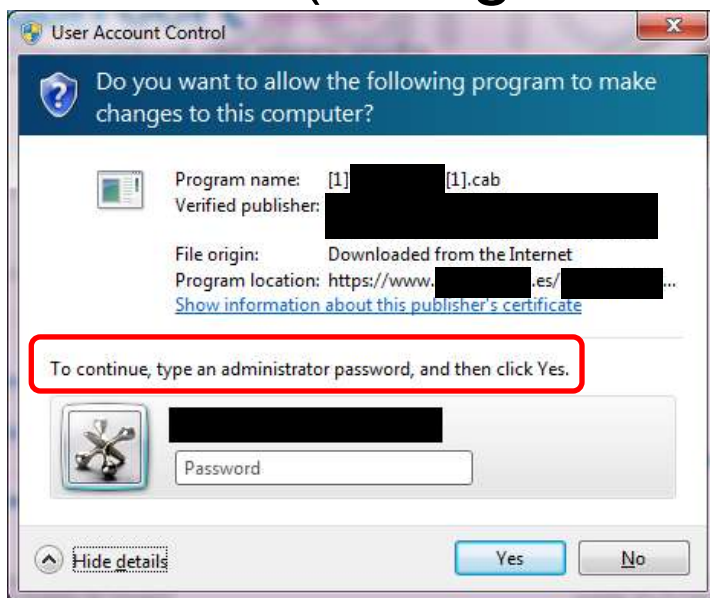 User Account Control
Do you want to allow the following program to make
changes to this computer?
Program name: [1] [1].cab
Verified publisher:
File origin: Downloaded from the Internet
Program location: https://www. .es/ ...
Show information about this publisher's certificate
To continue, type an administrator password, and then click Yes.
Password
Hide details
Yes
No